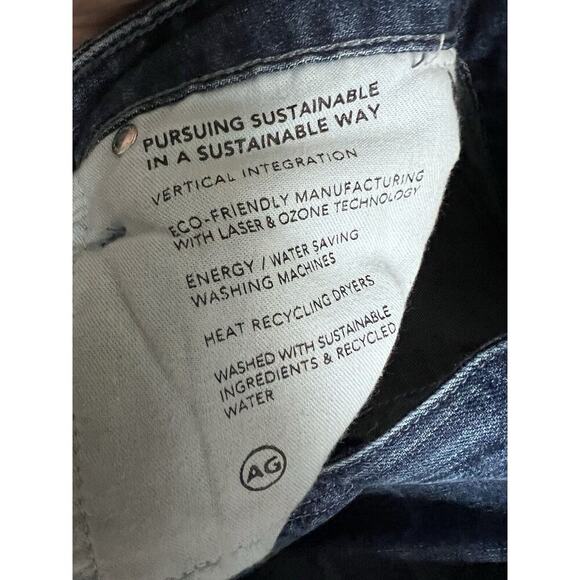 PURSUING SUSTAINABLE
IN A SUSTAINABLE WAY
VERTICAL INTEGRATION
ECO-FRIENDLY MANUFACTURING
WITH LASER & OZONE TECHNOLOGY
ENERGY / WATER SAVING
WASHING MACHINES
HEAT RECYCLING DRYERS
WASHED WITH SUSTAINABLE
INGREDIENTS & RECYCLED
WATER
AG